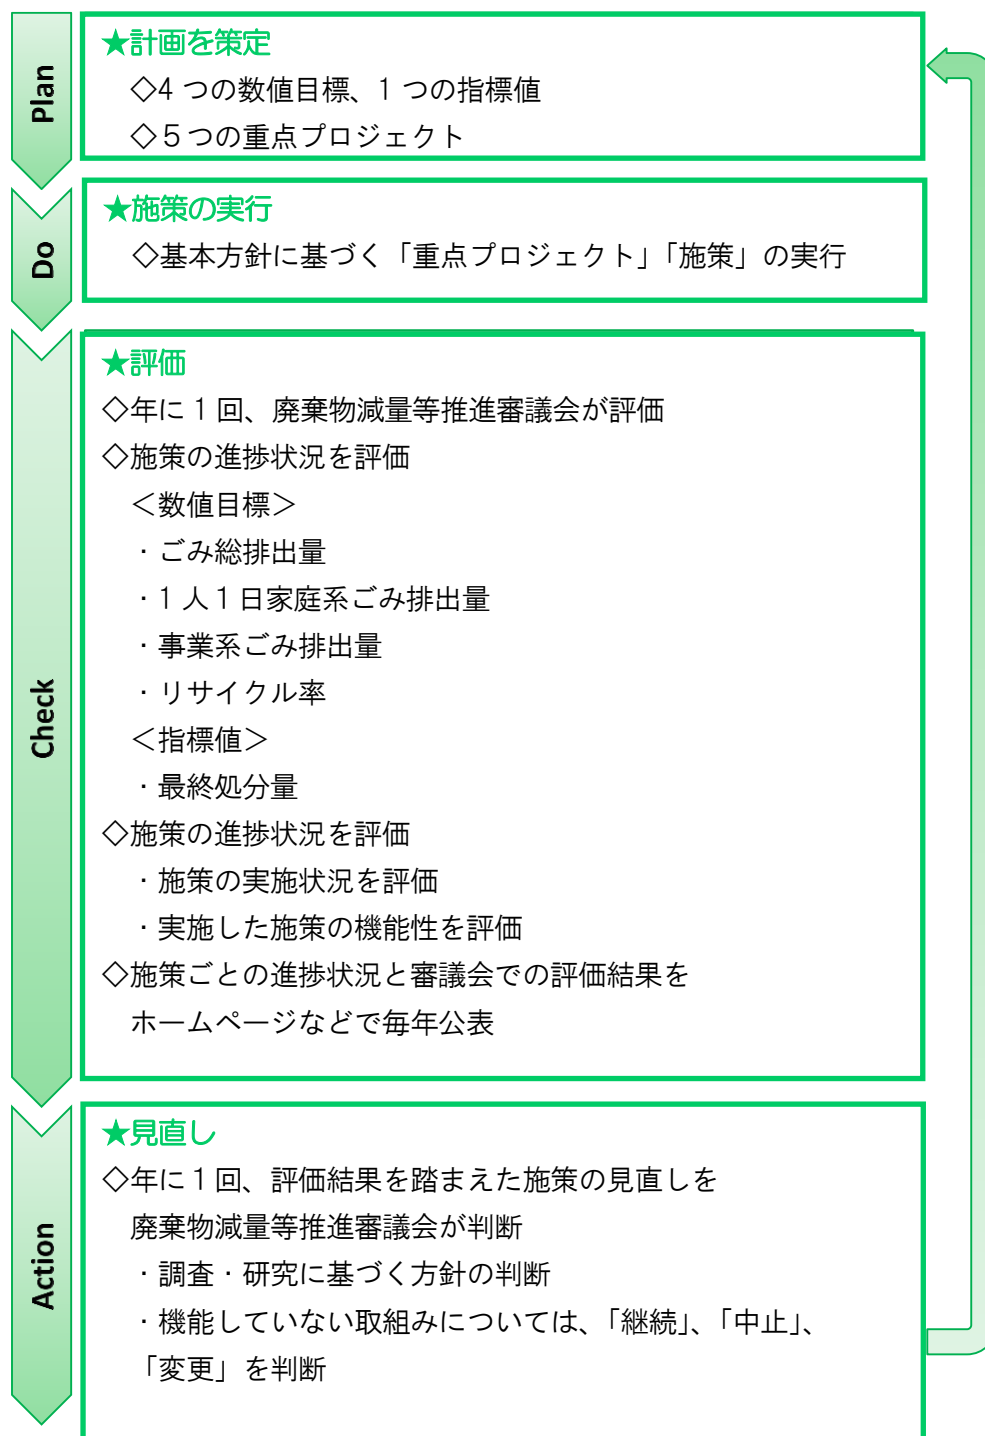 Plan
★計画を策定
◇4つの数値目標、1つの指標値
◇5つの重点プロジェクト
Do
★施策の実行
◇基本方針に基づく「重点プロジェクト」「施策」の実行
Check
★評価
◇年に1回、廃棄物減量等推進審議会が評価
◇施策の進捗状況を評価
＜数値目標＞
・ごみ総排出量
・1人1日家庭系ごみ排出量
・事業系ごみ排出量
・リサイクル率
＜指標値＞
・最終処分量
◇施策の進捗状況を評価
・施策の実施状況を評価
・実施した施策の機能性を評価
◇施策ごとの進捗状況と審議会での評価結果を
ホームページなどで毎年公表
Action
★見直し
◇年に1回、評価結果を踏まえた施策の見直しを
廃棄物減量等推進審議会が判断
・調査・研究に基づく方針の判断
・機能していない取組みについては、「継続」、「中止」、
「変更」を判断